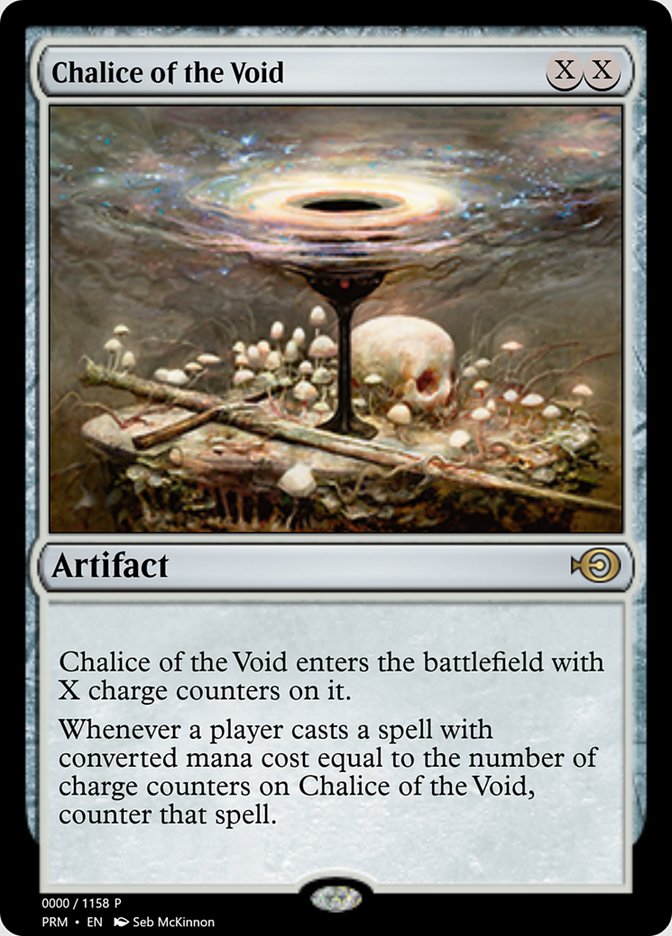 Chalice of the Void XX
Artifact
Chalice of the Void enters the battlefield with
X charge counters on it.
Whenever a player casts a spell with
converted mana cost equal to the number of
charge counters on Chalice of the Void,
counter that spell.
0000 / 1158 P
PRM • EN Seb McKinnon